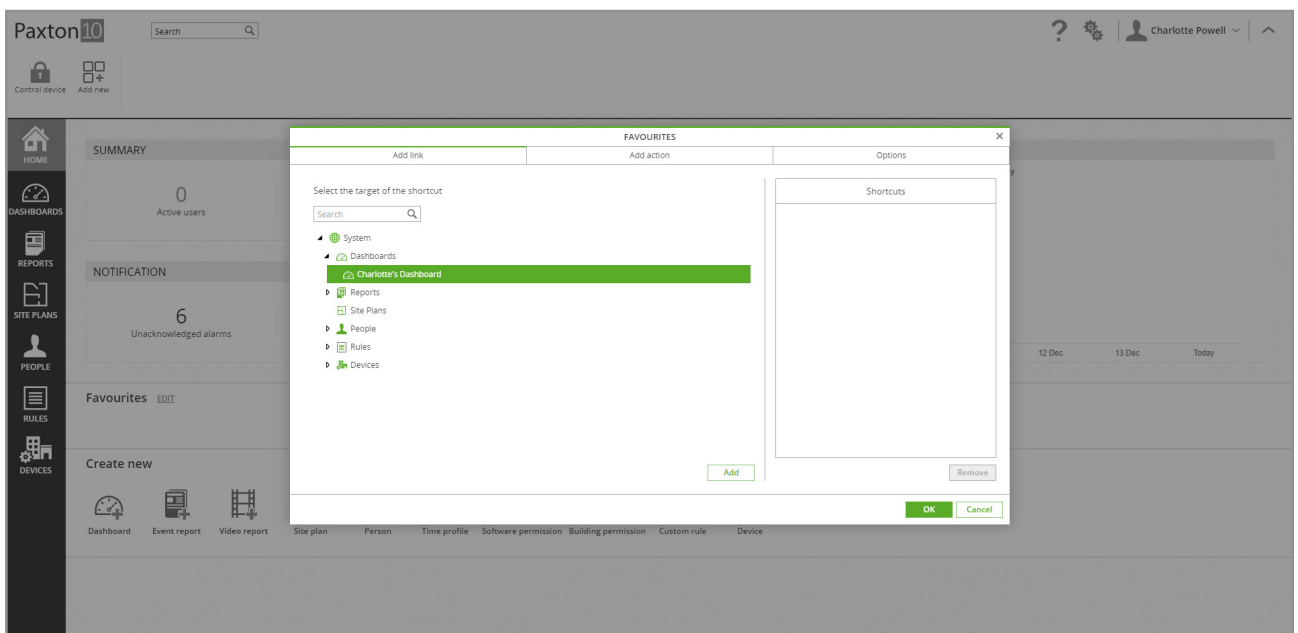 Paxton10
Search
Charlotte Powell
Control device
Add new
HOME
DASHBOARDS
REPORTS
SITE PLANS
PEOPLE
RULES
DEVICES
SUMMARY
0
Active users
NOTIFICATION
6
Unacknowledged alarms
y
12 Dec 13 Dec Today
Favourites EDIT
Create new
Dashboard Event report Video report Site plan Person Time profile Software permission Building permission Custom rule Device
FAVOURITES
Add link Add action Options
Select the target of the shortcut
Search
System
Dashboards
Charlotte's Dashboard
Reports
Site Plans
People
Rules
Devices
Add
Shortcuts
Remove
OK Cancel